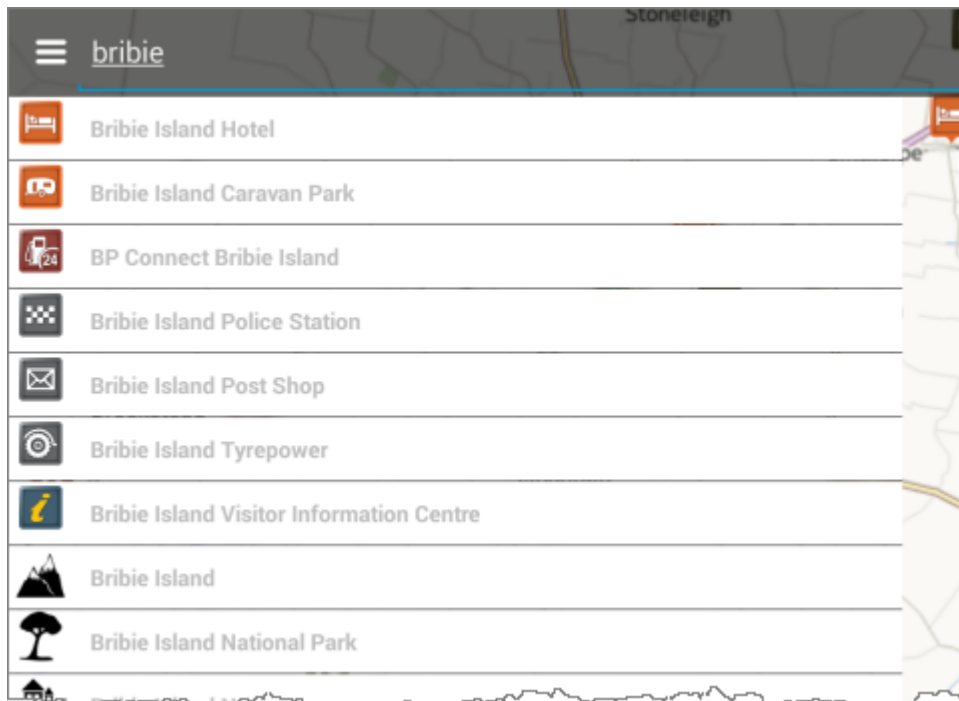 Stoneleigh
bribie
Bribie Island Hotel
Bribie Island Caravan Park
24
BP Connect Bribie Island
Bribie Island Police Station
Bribie Island Post Shop
Bribie Island Tyrepower
i
Bribie Island Visitor Information Centre
Bribie Island
Bribie Island National Park